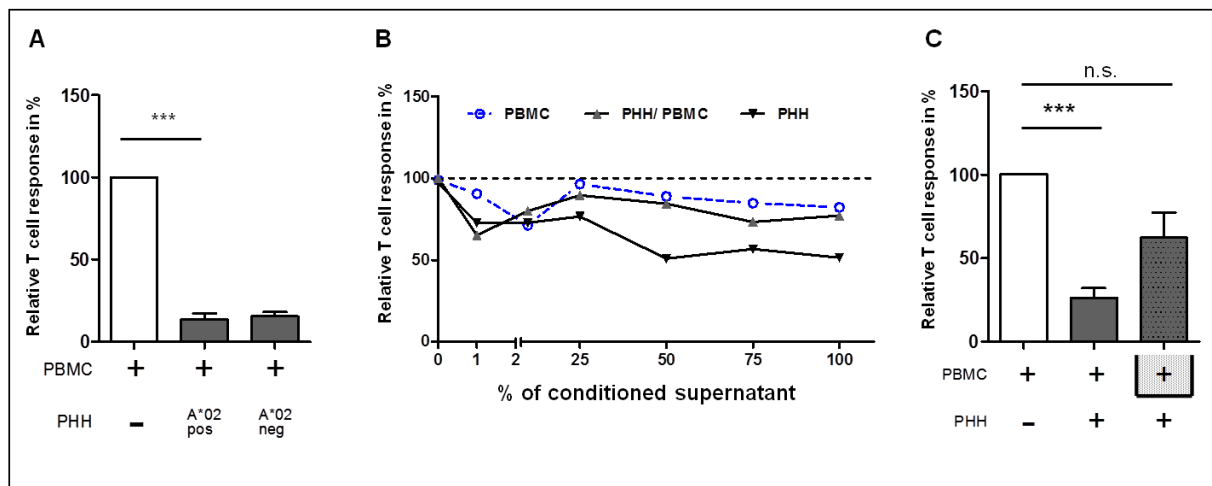 A
Relative T cell response in %
150
100
50
0
***
PBMC + + +
PHH - A*02 pos A*02 neg
B
Relative T cell response in %
150
100
50
0
PBMC PHH/ PBMC PHH
0 1 2 25 50 75 100
% of conditioned supernatant
C
Relative T cell response in %
150
100
50
0
n.s.
***
PBMC + + +
PHH - + +